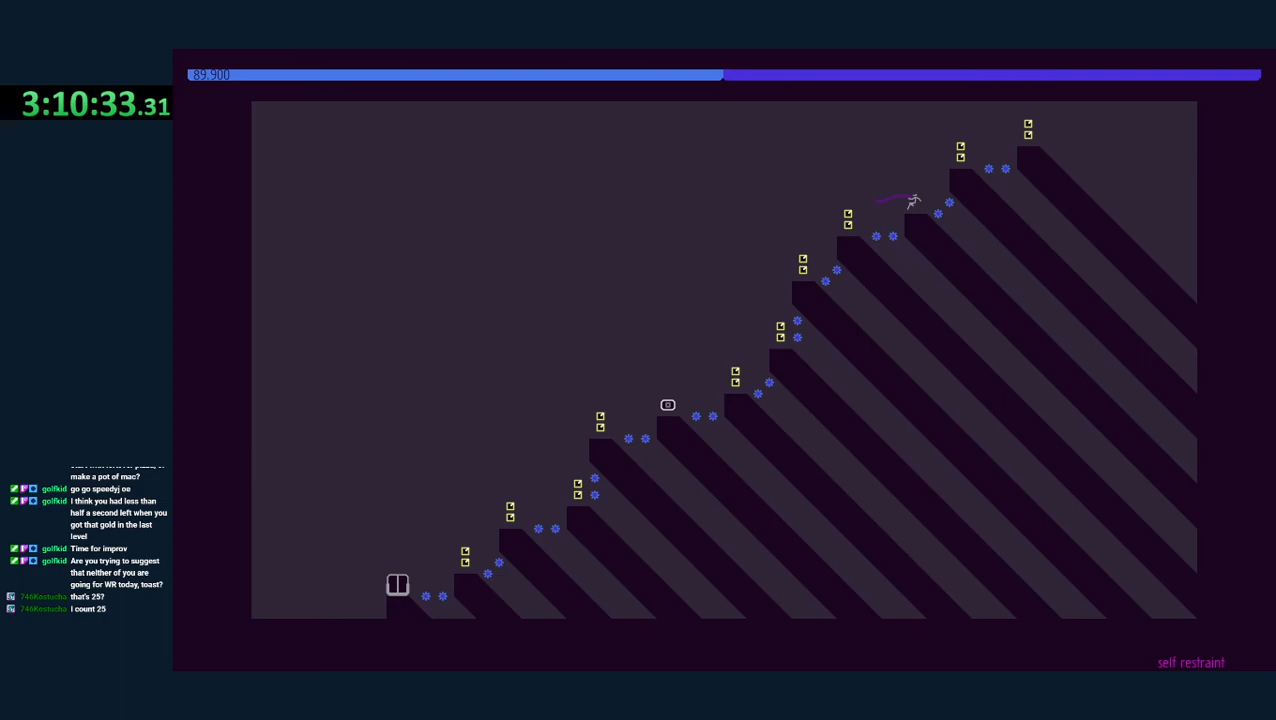 89.900
3:10:33.31
make a pot of mac?
golfkid go go speedyj oe
golfkid I think you had less than
half a second left when you
got that gold in the last
level
golfkid Time for improv
golfkid Are you trying to suggest
that neither of you are
going for WR today, toast?
746Kostucha that's 25?
746Kostucha I count 25
self restraint